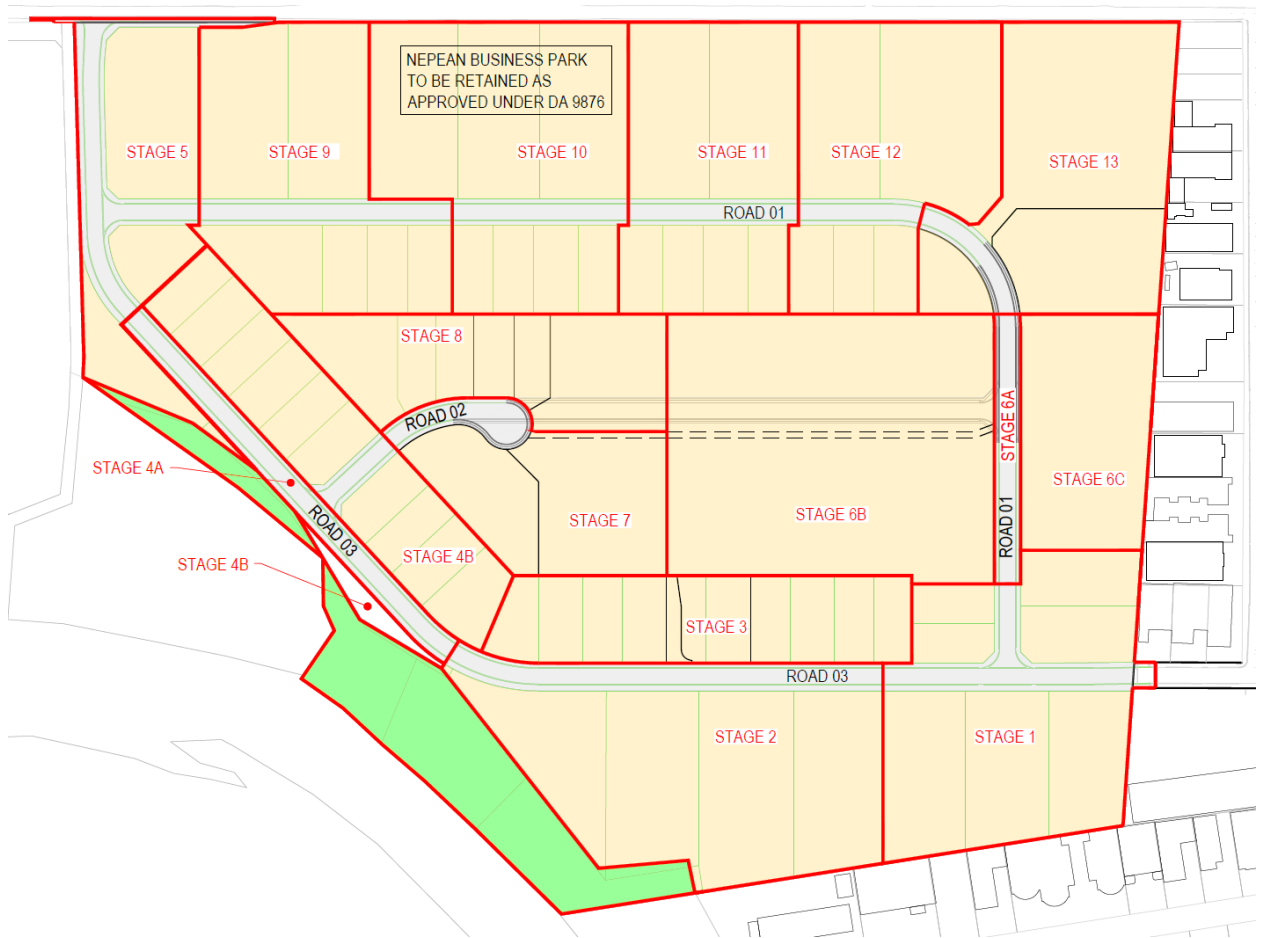 NEPEAN BUSINESS PARK
TO BE RETAINED AS
APPROVED UNDER DA 9876
STAGE 5
STAGE 9
STAGE 10
STAGE 11
STAGE 12
STAGE 13
ROAD 01
STAGE 8
ROAD 02
STAGE 6A
STAGE 4A
STAGE 6C
STAGE 7
STAGE 6B
ROAD 03
ROAD 01
STAGE 4B
STAGE 4B
STAGE 3
ROAD 03
STAGE 2
STAGE 1